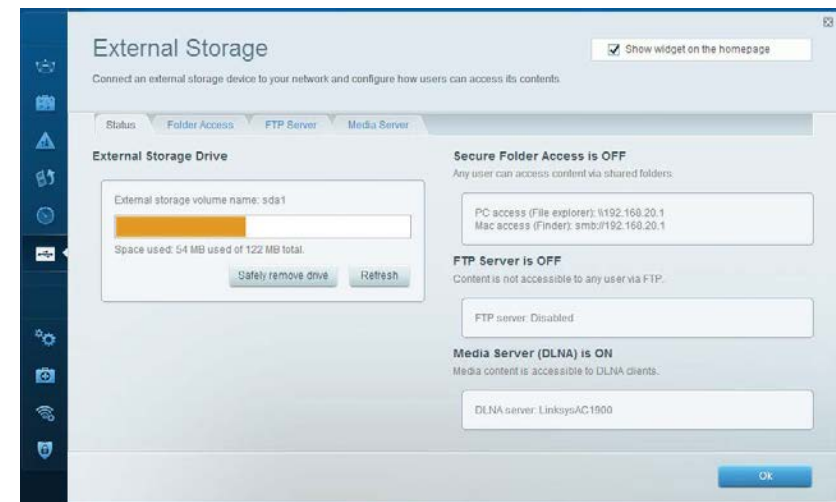 External Storage
Show widget on the homepage
Connect an external storage device to your network and configure how users can access its contents.
Status
Folder Access
FTP Server
Media Server
External Storage Drive
External storage volume name: sda1
Space used: 54 MB used of 122 MB total.
Safely remove drive
Refresh
Secure Folder Access is OFF
Any user can access content via shared folders.
PC access (File explorer): \\192.168.20.1
Mac access (Finder): smb://192.168.20.1
FTP Server is OFF
Content is not accessible to any user via FTP.
FTP server: Disabled
Media Server (DLNA) is ON
Media content is accessible to DLNA clients.
DLNA server: LinksysAC1900
Ok